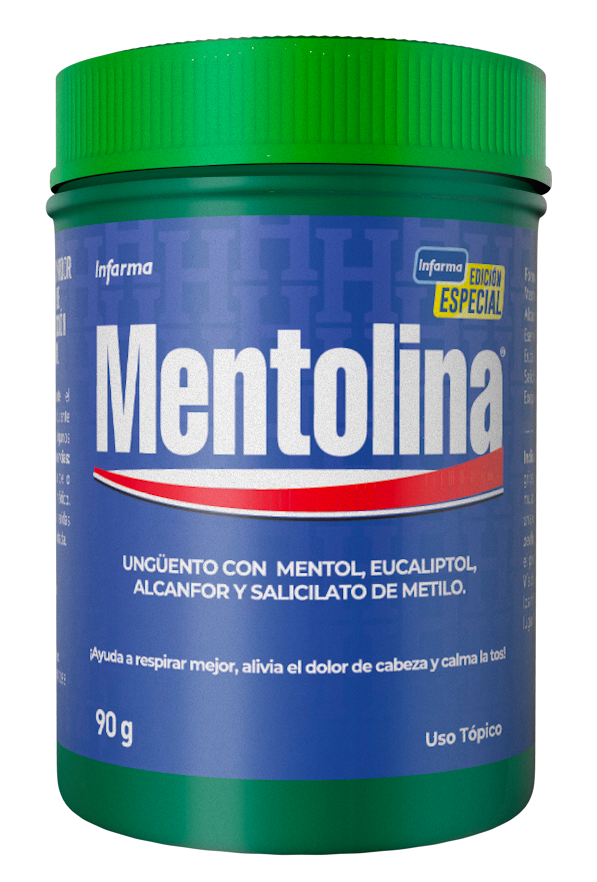 Infarma
Infarma
EDICIÓN
ESPECIAL
Mentolina®
UNGÜENTO CON MENTOL, EUCALIPTOL,
ALCANFOR Y SALICILATO DE METILO.
¡Ayuda a respirar mejor, alivia el dolor de cabeza y calma la tos!
90 g
Uso Tópico